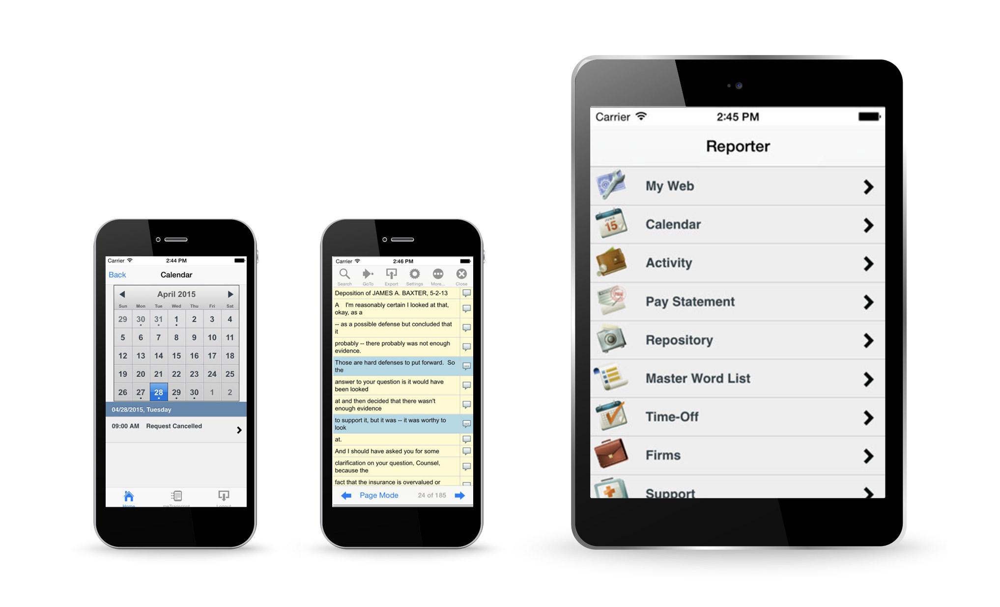 Carrier 2:44 PM
Back Calendar
April 2015
Sun Mon Tue Wed Thu Fri Sat
29 30 31 1 2 3 4
5 6 7 8 9 10 11
12 13 14 15 16 17 18
19 20 21 22 23 24 25
26 27 28 29 30 1 2
04/28/2015, Tuesday
09:00 AM Request Cancelled
Home meTranscript Logout
Carrier 2:46 PM
Search GoTo Export Settings More... Close
Deposition of JAMES A. BAXTER, 5-2-13
A I'm reasonably certain I looked at that,
okay, as a
-- as a possible defense but concluded that
it
probably -- there probably was not enough
evidence.
Those are hard defenses to put forward. So
the
answer to your question is it would have
been looked
at and then decided that there wasn't
enough evidence
to support it, but it was -- it was worthy to
look
at.
And I should have asked you for some
clarification on your question, Counsel,
because the
fact that the insurance is overvalued or
Page Mode 24 of 185
Carrier 2:45 PM
Reporter
My Web
JUNE
15
Calendar
Activity
Pay Statement
Repository
Master Word List
Time-Off
Firms
Support